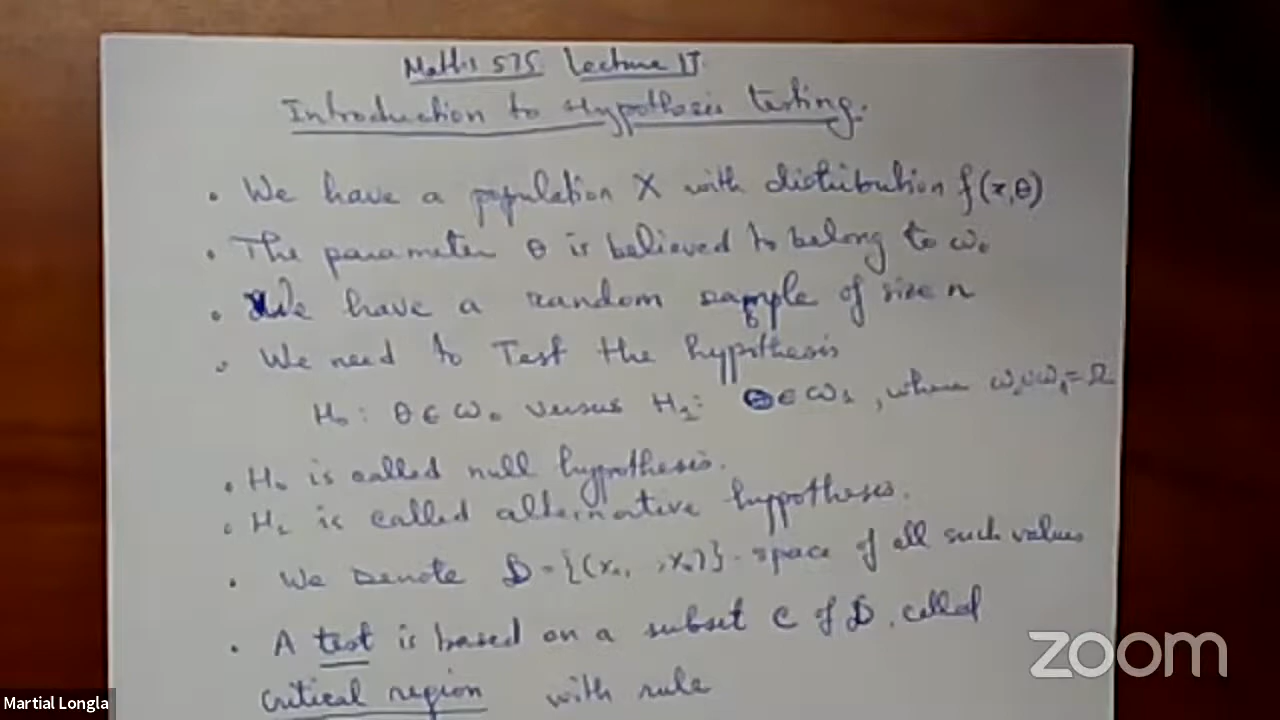 Maths 575 Lecture 17
Introduction to Hypothesis testing.
• We have a population X with distribution f(x,θ)
• The parameter θ is believed to belong to ω₀
• We have a random sample of size n
• We need to Test the hypothesis
H₀ : θ ∈ ω₀ versus H₁ : θ ∈ ω₁, where ω₀∪ω₁=Ω
• H₀ is called null hypothesis.
• H₁ is called alternative hypothesis.
• We Denote D = {(x₁, ,xₙ)} - space of all such values
• A test is based on a subset C of D, called
critical region with rule
zoom
Martial Longla